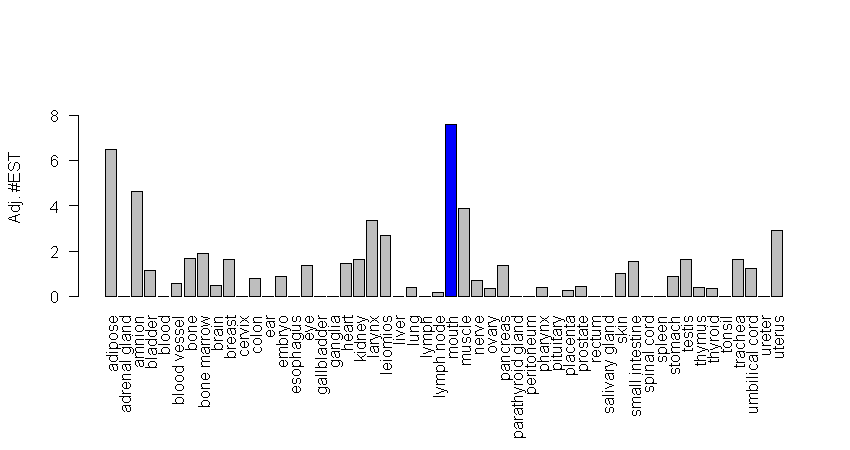 Adj. #EST
8
6
4
2
0
adipose
adrenal gland
amnion
bladder
blood
blood vessel
bone
bone marrow
brain
breast
cervix
colon
ear
embryo
esophagus
eye
gallbladder
ganglia
heart
kidney
larynx
leiomios
liver
lung
lymph
lymph node
mouth
muscle
nerve
ovary
pancreas
parathyroid gland
peritoneum
pharynx
pituitary
placenta
prostate
rectum
salivary gland
skin
small intestine
spinal cord
spleen
stomach
testis
thymus
thyroid
tonsil
trachea
umbilical cord
ureter
uterus